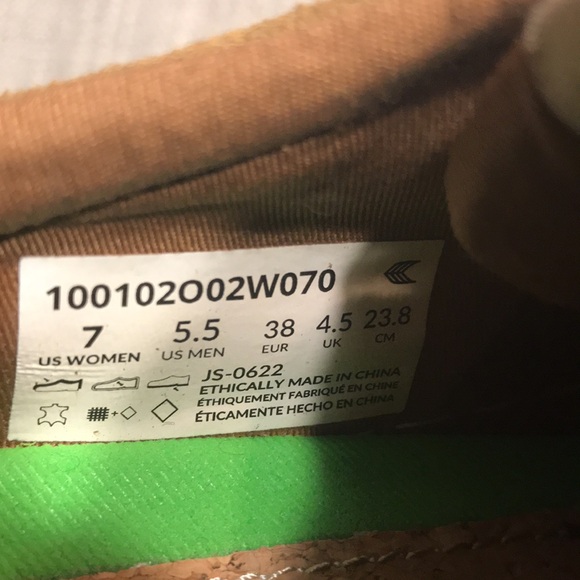 100102O02W070
7 5.5 38 4.5 23.8
US WOMEN US MEN EUR UK CM
JS-0622
ETHICALLY MADE IN CHINA
ÉTHIQUEMENT FABRIQUÉ EN CHINE
ÉTICAMENTE HECHO EN CHINA